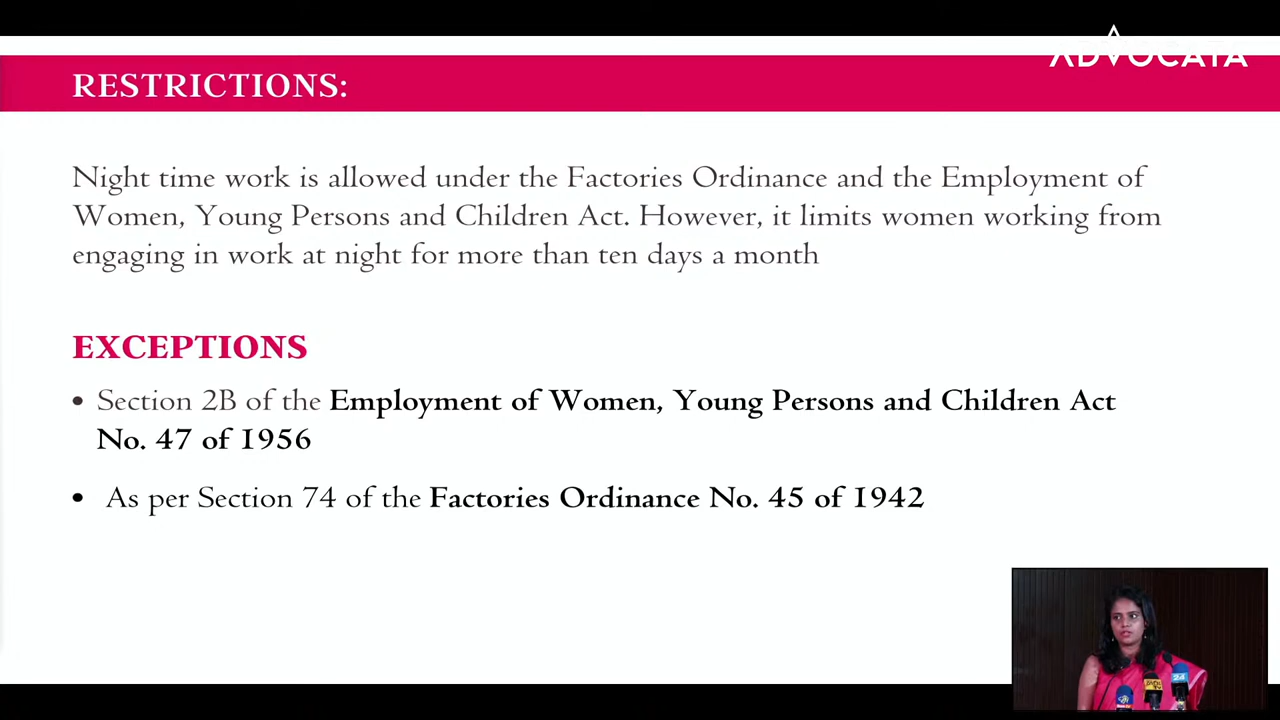 ADVOCATA
RESTRICTIONS:
Night time work is allowed under the Factories Ordinance and the Employment of
Women, Young Persons and Children Act. However, it limits women working from
engaging in work at night for more than ten days a month
EXCEPTIONS
• Section 2B of the Employment of Women, Young Persons and Children Act
No. 47 of 1956
• As per Section 74 of the Factories Ordinance No. 45 of 1942
24